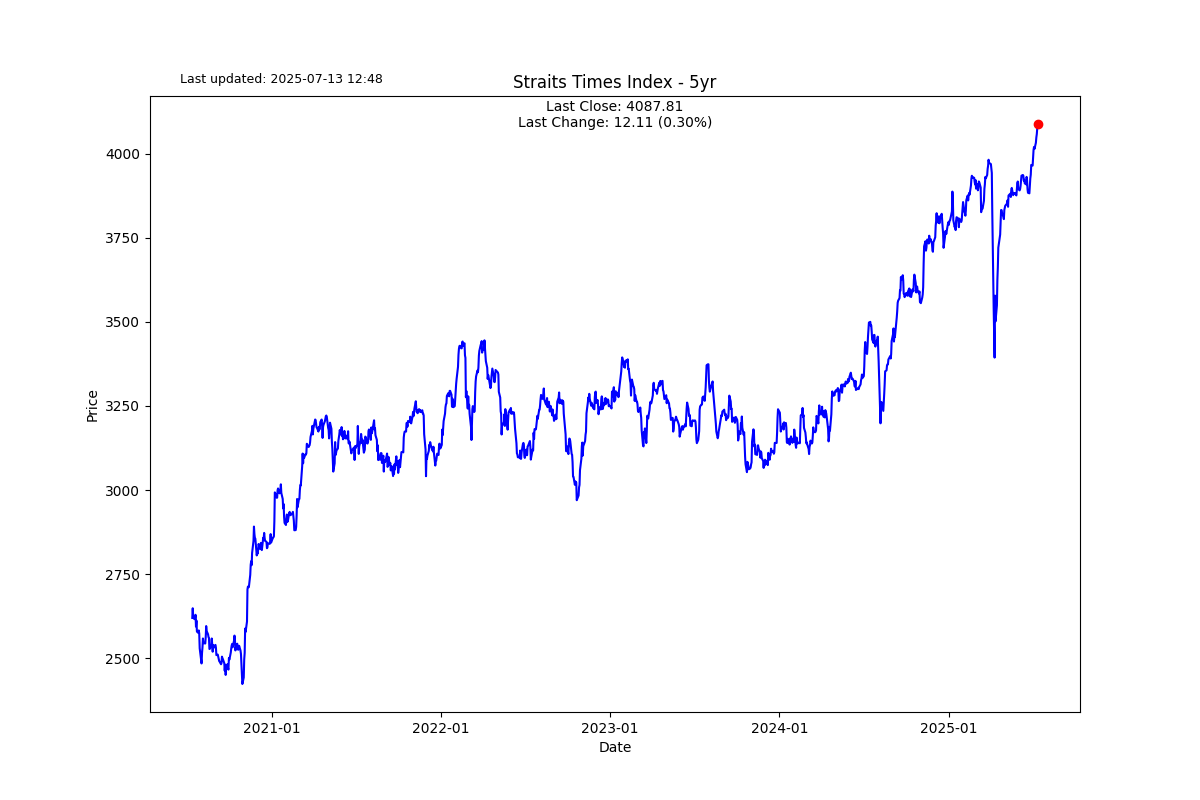 Last updated: 2025-07-13 12:48
Straits Times Index - 5yr
Last Close: 4087.81
Last Change: 12.11 (0.30%)
4000
3750
3500
3250
3000
2750
2500
Price
2021-01
2022-01
2023-01
2024-01
2025-01
Date